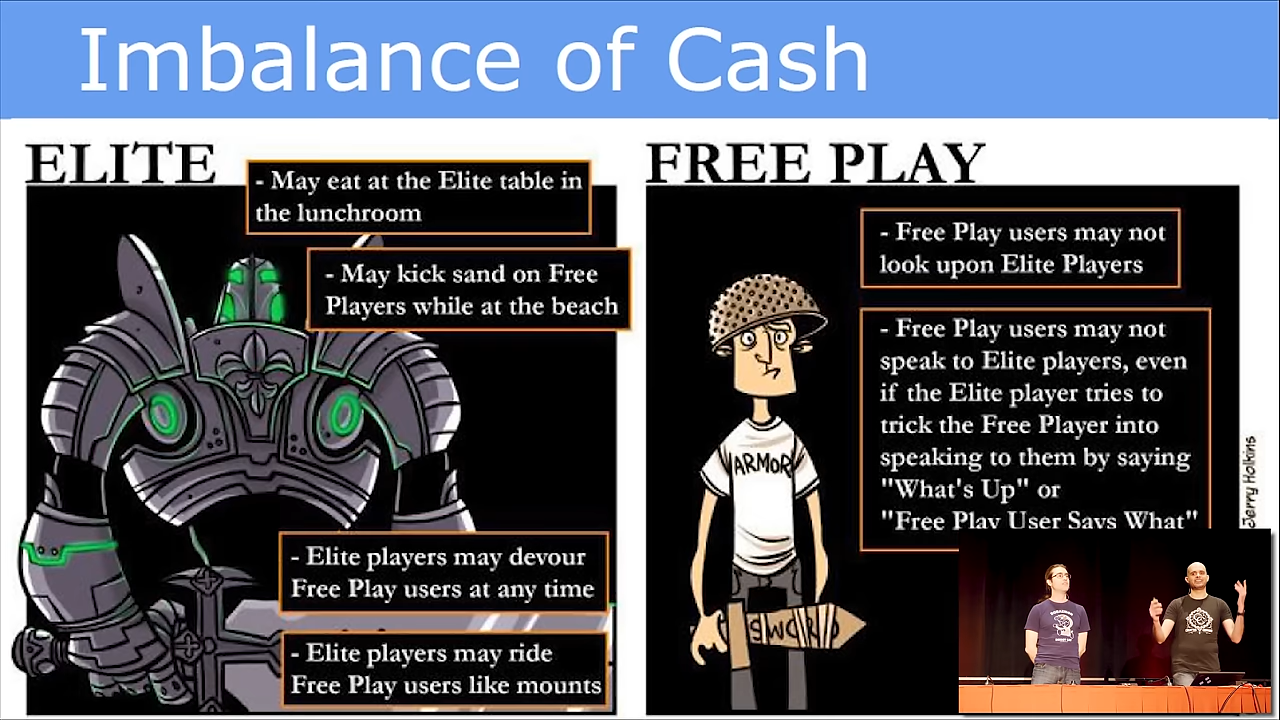 Imbalance of Cash
ELITE
- May eat at the Elite table in
the lunchroom
- May kick sand on Free
Players while at the beach
- Elite players may devour
Free Play users at any time
- Elite players may ride
Free Play users like mounts
FREE PLAY
- Free Play users may not
look upon Elite Players
- Free Play users may not
speak to Elite players, even
if the Elite player tries to
trick the Free Player into
speaking to them by saying
"What's Up" or
"Free Play User Says What"
ARMOR
SWORD
Jerry Holkins